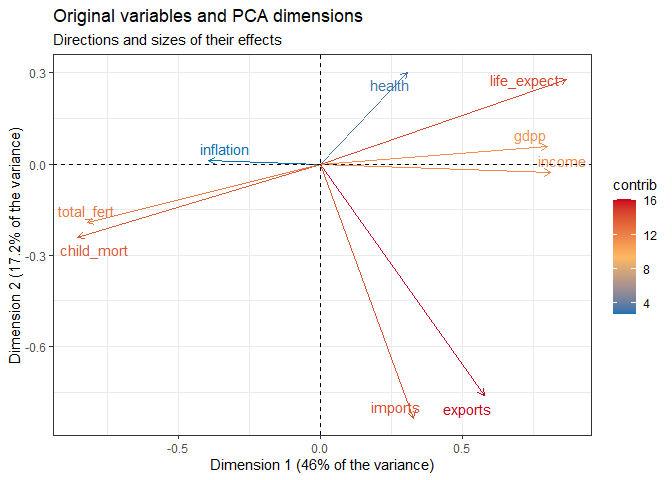 Original variables and PCA dimensions
Directions and sizes of their effects
0.3
health
life_expect
gdpp
inflation
income
0.0
contrib
16
total_fert
12
child_mort
-0.3
8
4
-0.6
imports
exports
Dimension 2 (17.2% of the variance)
-0.5
0.0
0.5
Dimension 1 (46% of the variance)